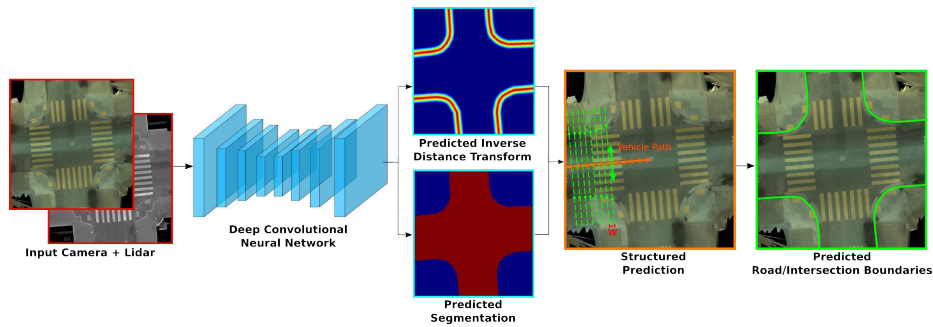 Input Camera + Lidar
Deep Convolutional
Neural Network
Predicted Inverse
Distance Transform
Predicted
Segmentation
Vehicle Path
W
Structured
Prediction
Predicted
Road/Intersection Boundaries